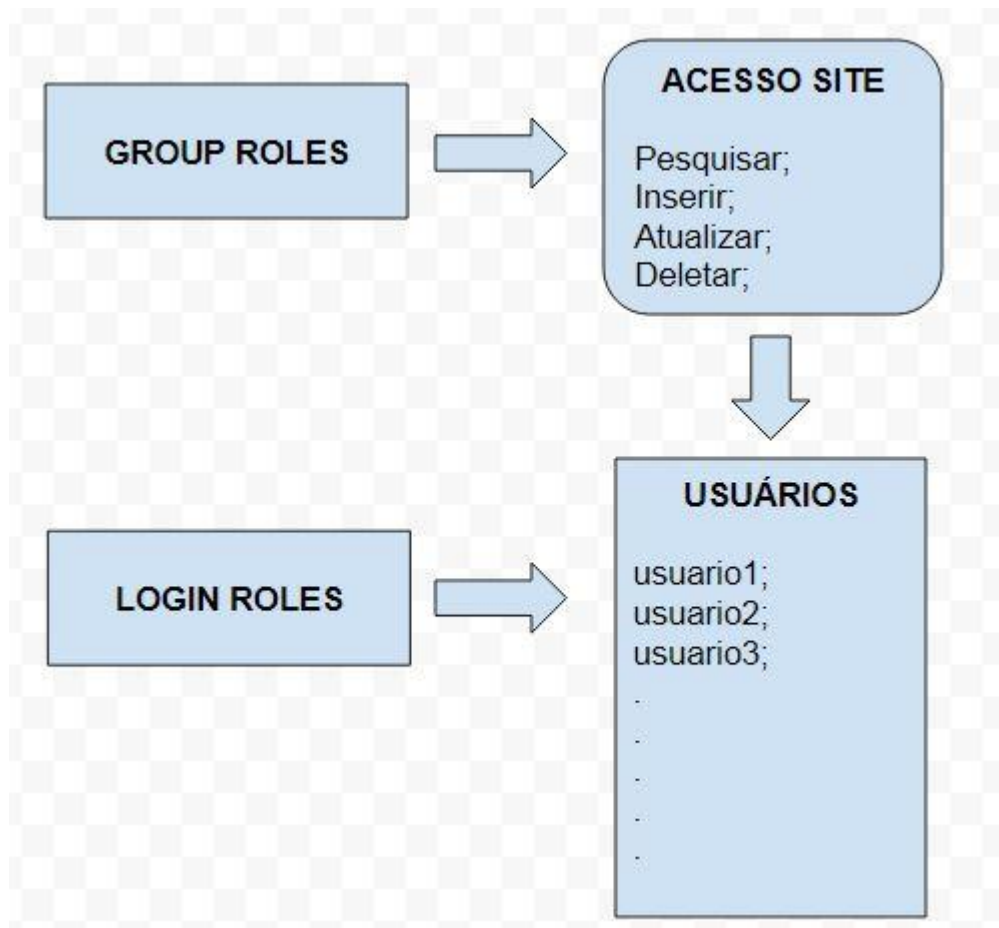 GROUP ROLES
ACESSO SITE
Pesquisar;
Inserir;
Atualizar;
Deletar;
LOGIN ROLES
USUÁRIOS
usuario1;
usuario2;
usuario3;
.
.
.
.
.